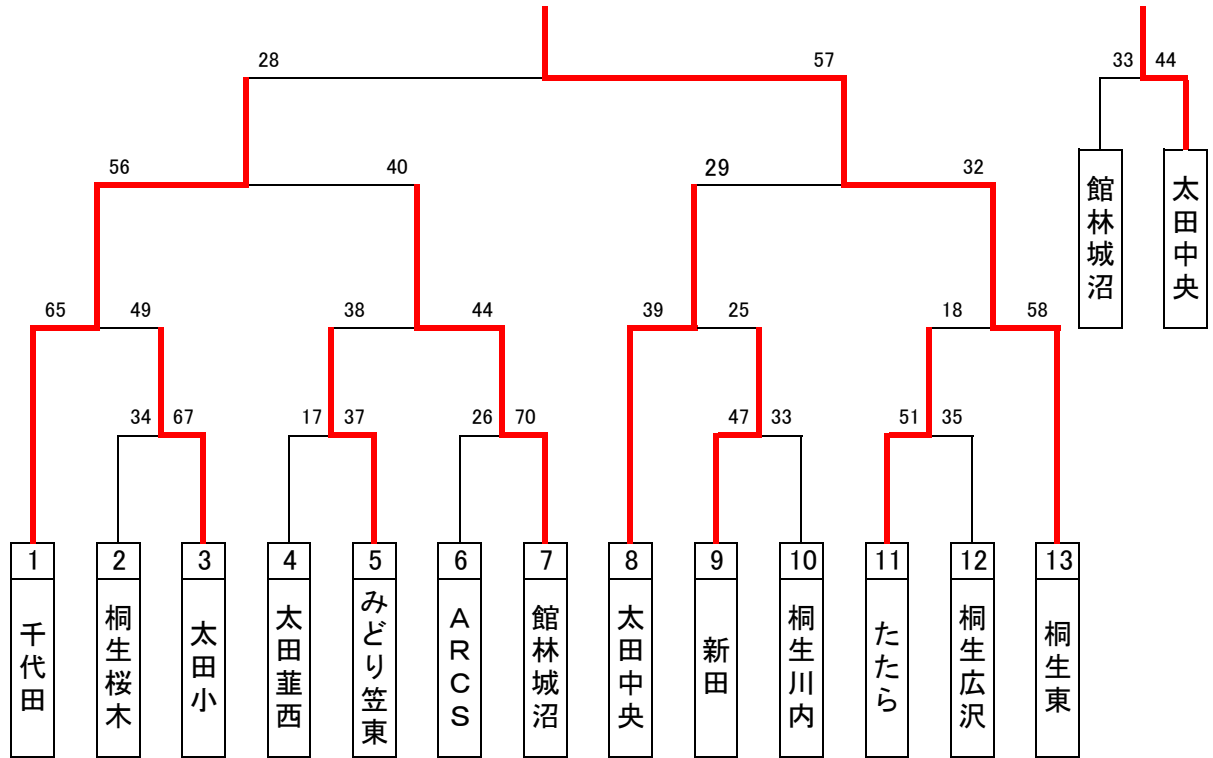 28 57
33 44
56 40 29 32
館林城沼
太田中央
65 49 38 44 39 25 18 58
34 67 17 37 26 70 47 33 51 35
1 2 3 4 5 6 7 8 9 10 11 12 13
千代田
桐生桜木
太田小
太田韮西
みどり笠東
ＡＲＣＳ
館林城沼
太田中央
新田
桐生川内
たたら
桐生広沢
桐生東